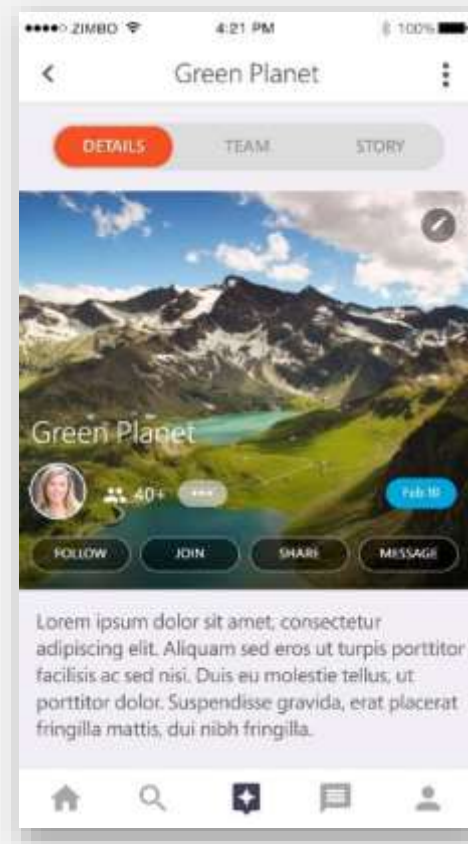 ZIMBO 4:21 PM 100%
Green Planet
DETAILS TEAM STORY
Green Planet
40+ Feb 10
FOLLOW JOIN SHARE MESSAGE
Lorem ipsum dolor sit amet, consectetur
adipiscing elit. Aliquam sed eros ut turpis porttitor
facilisis ac sed nisi. Duis eu molestie tellus, ut
porttitor dolor. Suspendisse gravida, erat placerat
fringilla mattis, dui nibh fringilla.